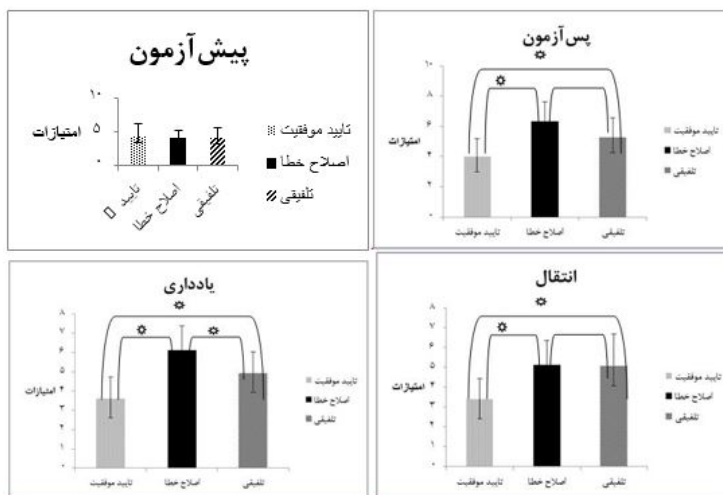 پیش‌آزمون
۱۰
۵
۰
امتیازات
تایید
اصلاح خطا
تلفیقی
تایید موفقیت
اصلاح خطا
تلفیقی
پس‌آزمون
۱۰
۸
۶
۴
۲
۰
امتیازات
تایید موفقیت
اصلاح خطا
تلفیقی
تایید موفقیت
اصلاح خطا
تلفیقی
یادداری
۸
۷
۶
۵
۴
۳
۲
۱
۰
امتیازات
تایید موفقیت
اصلاح خطا
تلفیقی
تایید موفقیت
اصلاح خطا
تلفیقی
انتقال
۸
۷
۶
۵
۴
۳
۲
۱
۰
امتیازات
تایید موفقیت
اصلاح خطا
تلفیقی
تایید موفقیت
اصلاح خطا
تلفیقی